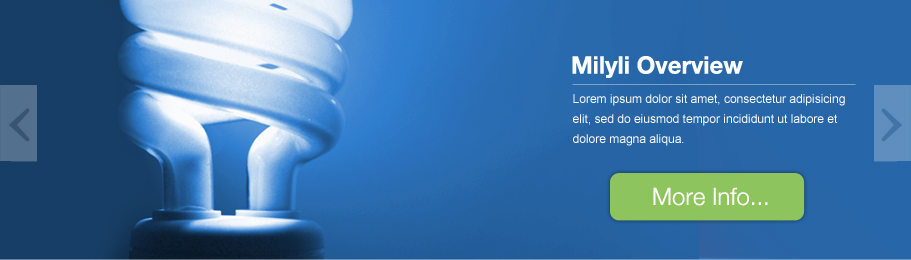 Milyli Overview
Lorem ipsum dolor sit amet, consectetur adipisicing
elit, sed do eiusmod tempor incididunt ut labore et
dolore magna aliqua.
More Info...